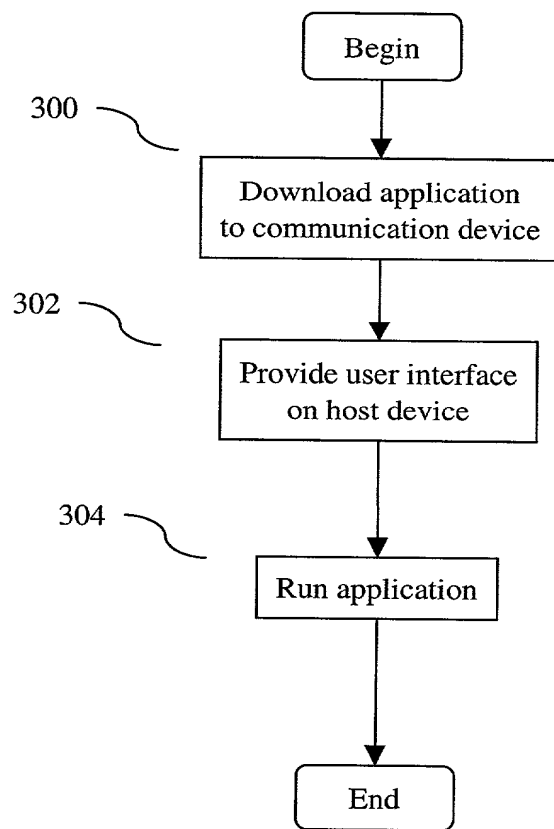 Begin
300
Download application
to communication device
302
Provide user interface
on host device
304
Run application
End